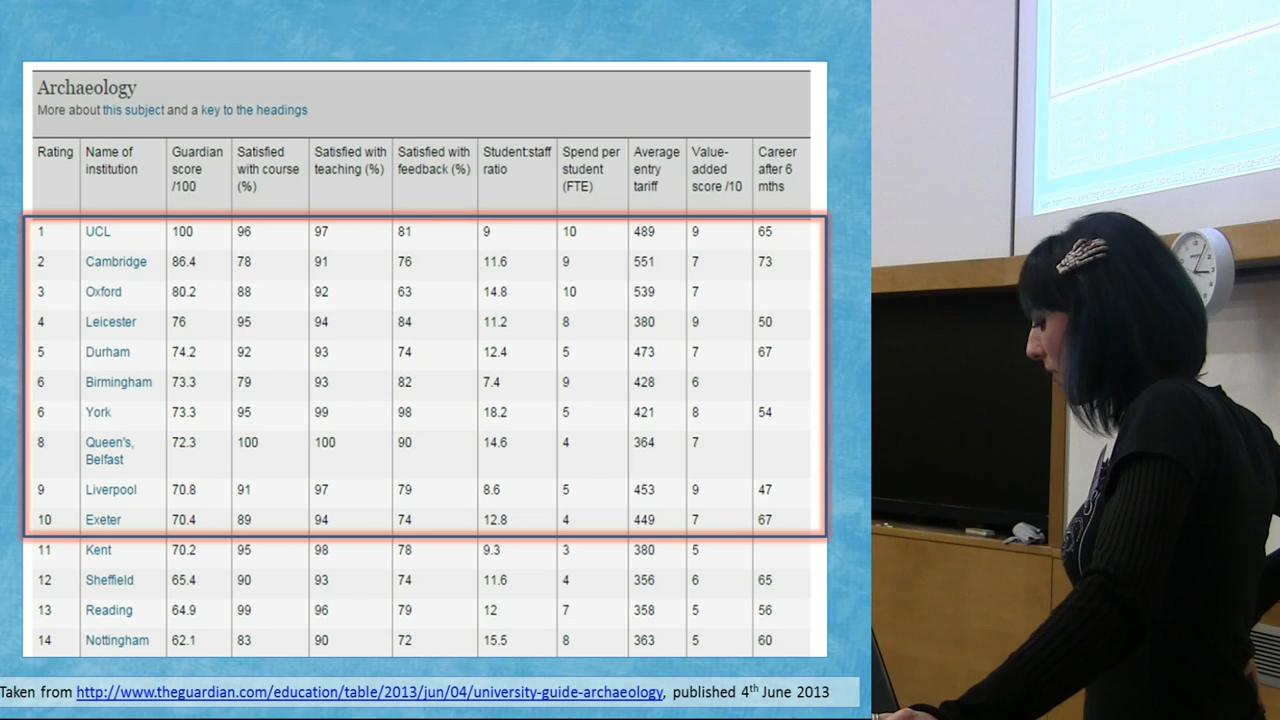 Archaeology
More about this subject and a key to the headings
Rating Name of institution Guardian score /100 Satisfied with course (%) Satisfied with teaching (%) Satisfied with feedback (%) Student:staff ratio Spend per student (FTE) Average entry tariff Value-added score /10 Career after 6 mths
1 UCL 100 96 97 81 9 10 489 9 65
2 Cambridge 86.4 78 91 76 11.6 9 551 7 73
3 Oxford 80.2 88 92 63 14.8 10 539 7
4 Leicester 76 95 94 84 11.2 8 380 9 50
5 Durham 74.2 92 93 74 12.4 5 473 7 67
6 Birmingham 73.3 79 93 82 7.4 9 428 6
6 York 73.3 95 99 98 18.2 5 421 8 54
8 Queen's, Belfast 72.3 100 100 90 14.6 4 364 7
9 Liverpool 70.8 91 97 79 8.6 5 453 9 47
10 Exeter 70.4 89 94 74 12.8 4 449 7 67
11 Kent 70.2 95 98 78 9.3 3 380 5
12 Sheffield 65.4 90 93 74 11.6 4 356 6 65
13 Reading 64.9 99 96 79 12 7 358 5 56
14 Nottingham 62.1 83 90 72 15.5 8 363 5 60
Taken from http://www.theguardian.com/education/table/2013/jun/04/university-guide-archaeology, published 4th June 2013